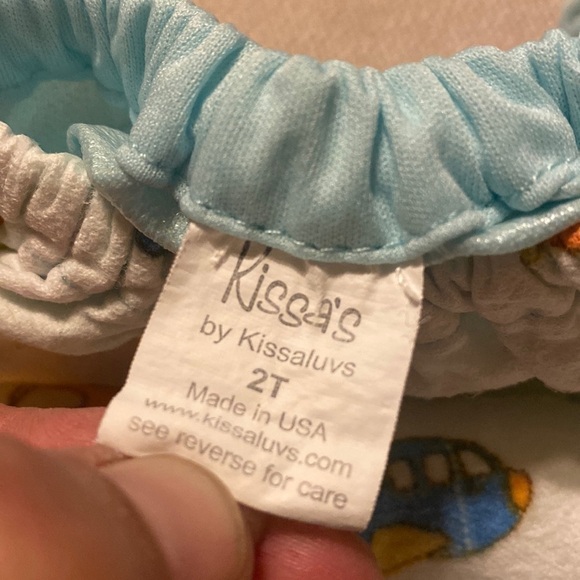 Kissa's
by Kissaluvs
2T
Made in USA
www.kissaluvs.com
see reverse for care